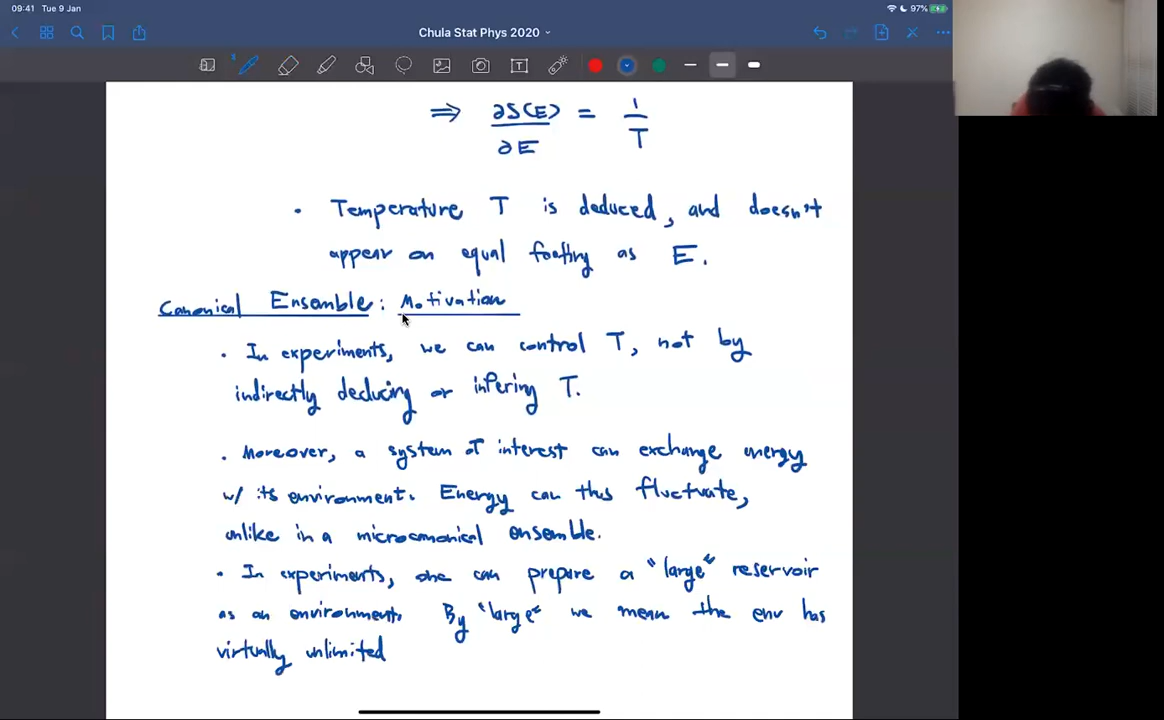 09:41 Tue 9 Jan
97%
Chula Stat Phys 2020
⇒ ∂S(E) / ∂E = 1 / T
• Temperature T is deduced, and doesn't
appear on equal footing as E.
Canonical Ensemble: Motivation
• In experiments, we can control T, not by
indirectly deducing or infering T.
• Moreover, a system of interest can exchange energy
w/ its environment. Energy can thus fluctuate,
unlike in a microcanonical ensemble.
• In experiments, one can prepare a "large" reservoir
as an environment. By "large" we mean the env has
virtually unlimited